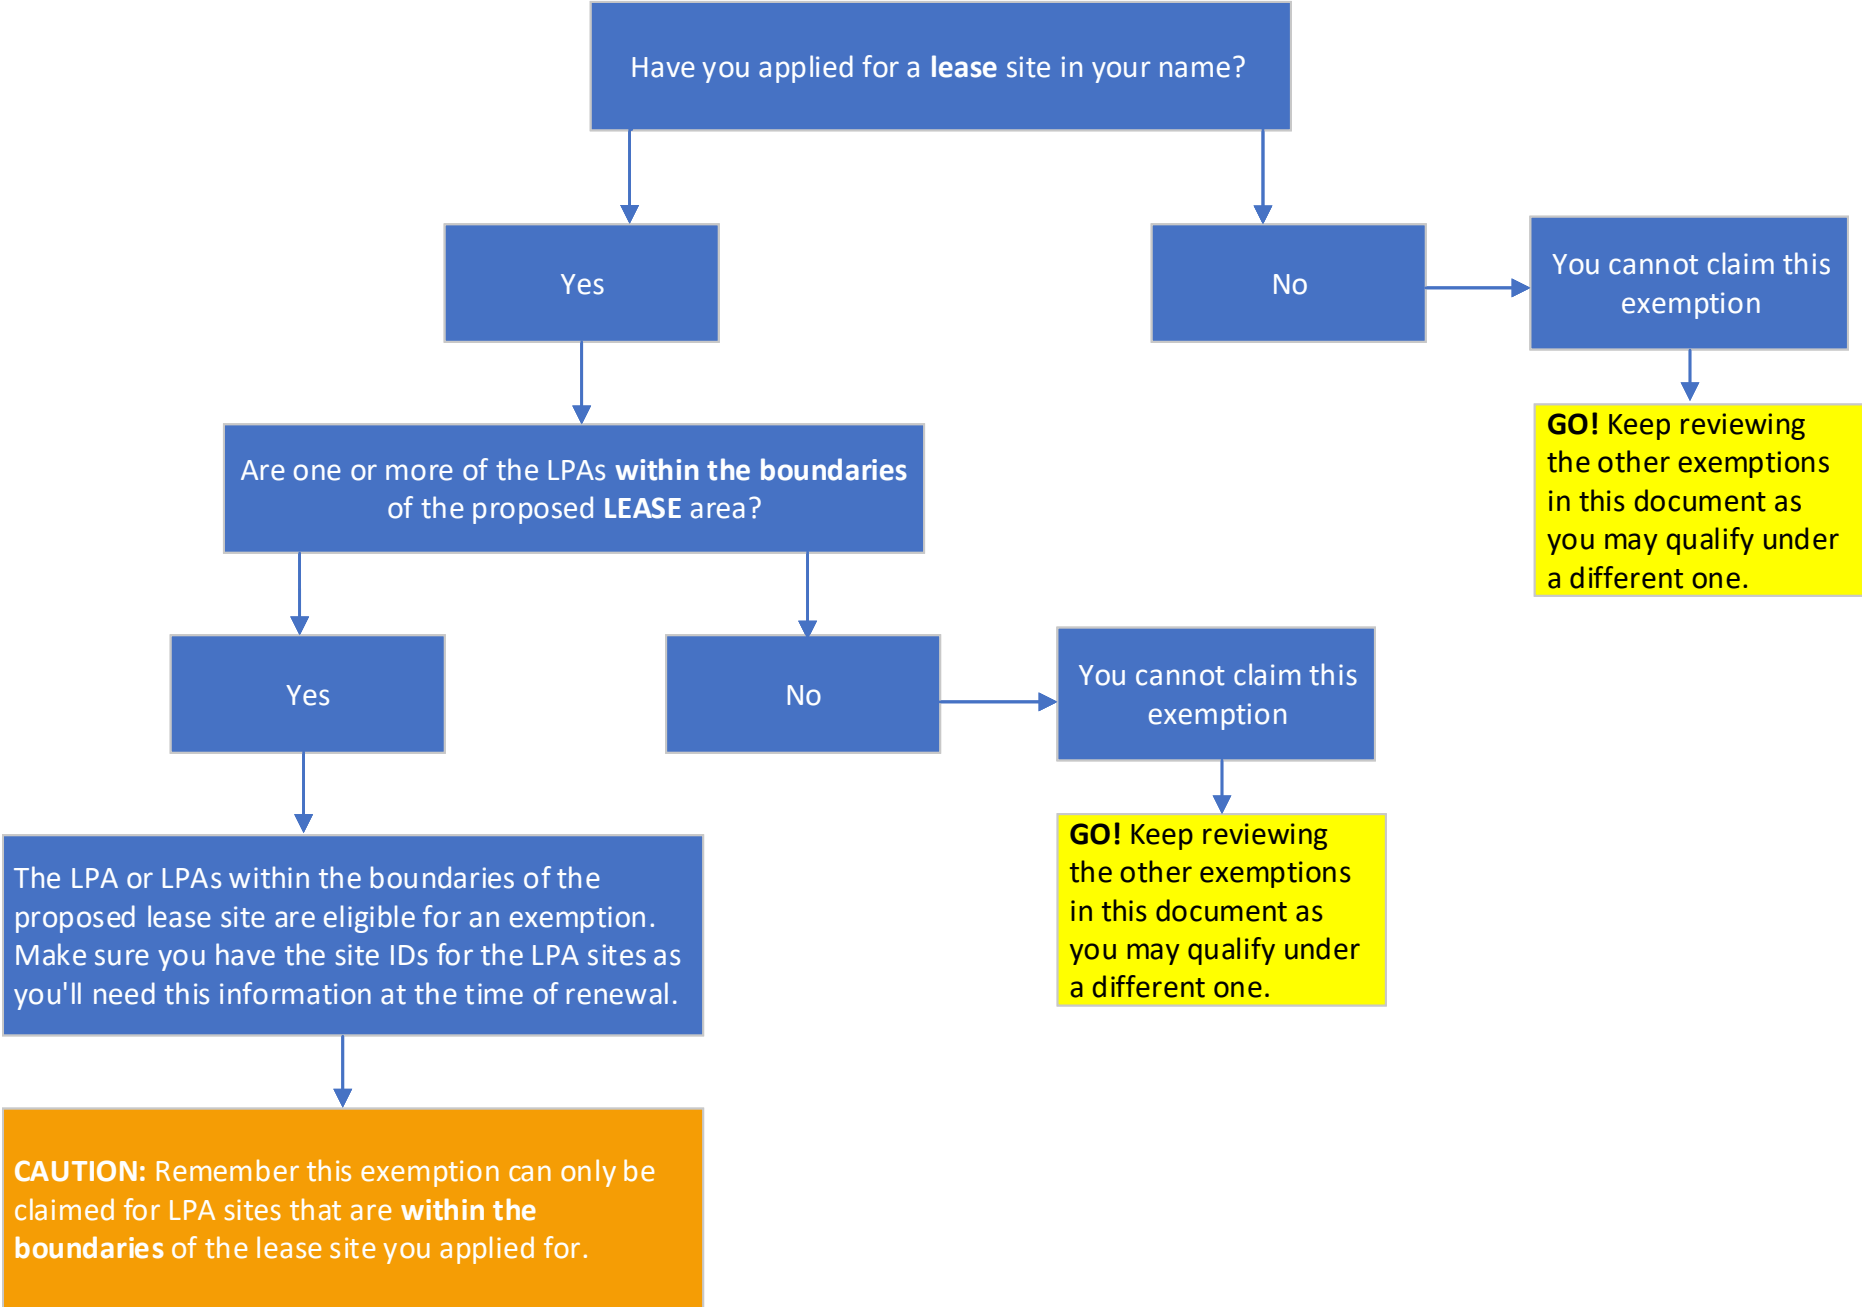 Have you applied for a lease site in your name?
Yes
No
You cannot claim this
exemption
GO! Keep reviewing
the other exemptions
in this document as
you may qualify under
a different one.
Are one or more of the LPAs within the boundaries
of the proposed LEASE area?
Yes
No
You cannot claim this
exemption
GO! Keep reviewing
the other exemptions
in this document as
you may qualify under
a different one.
The LPA or LPAs within the boundaries of the
proposed lease site are eligible for an exemption.
Make sure you have the site IDs for the LPA sites as
you'll need this information at the time of renewal.
CAUTION: Remember this exemption can only be
claimed for LPA sites that are within the
boundaries of the lease site you applied for.